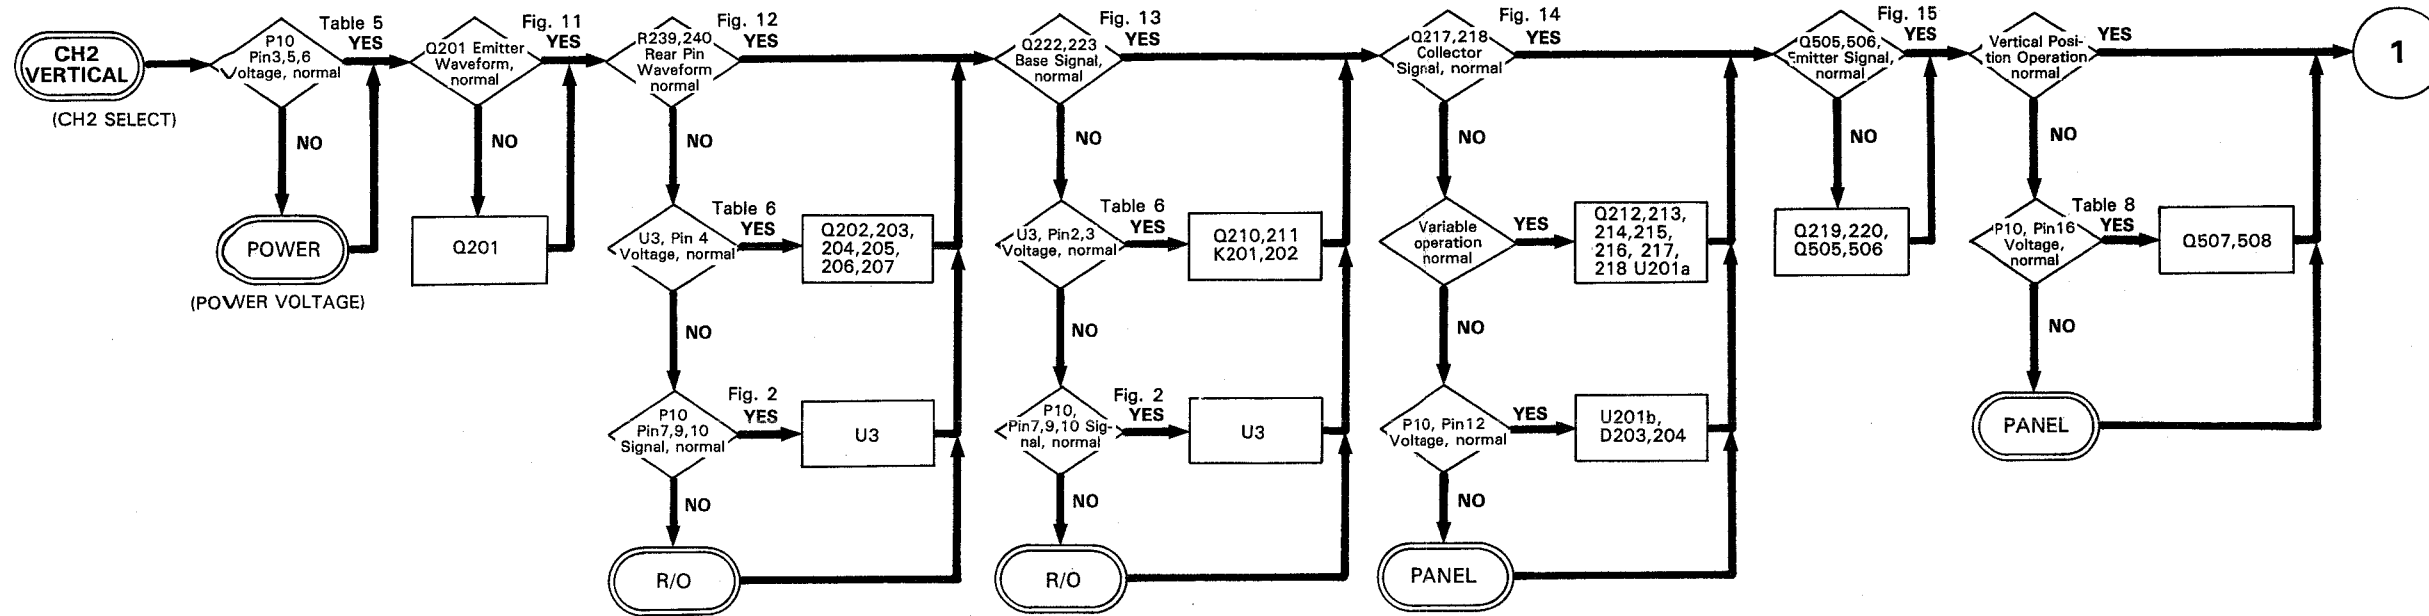 CH2
VERTICAL
(CH2 SELECT)
P10
Pin3,5,6
Voltage, normal
Table 5
YES
NO
POWER
(POWER VOLTAGE)
Q201 Emitter
Waveform,
normal
Fig. 11
YES
NO
Q201
R239,240
Rear Pin
Waveform
normal
Fig. 12
YES
NO
U3, Pin 4
Voltage, normal
Table 6
YES
Q202,203,
204,205,
206,207
NO
P10
Pin7,9,10
Signal, normal
Fig. 2
YES
U3
NO
R/O
Q222,223
Base Signal,
normal
Fig. 13
YES
NO
U3, Pin2,3
Voltage, normal
Table 6
YES
Q210,211
K201,202
NO
P10,
Pin7,9,10 Sig-
nal, normal
Fig. 2
YES
U3
NO
R/O
Q217,218
Collector
Signal, normal
Fig. 14
YES
NO
Variable
operation
normal
YES
Q212,213,
214,215,
216, 217,
218 U201a
NO
P10, Pin12
Voltage, normal
YES
U201b,
D203,204
NO
PANEL
Q505,506,
Emitter Signal,
normal
Fig. 15
YES
NO
Q219,220,
Q505,506
Vertical Posi-
tion Operation
normal
YES
NO
P10, Pin16
Voltage,
normal
Table 8
YES
Q507,508
NO
PANEL
1